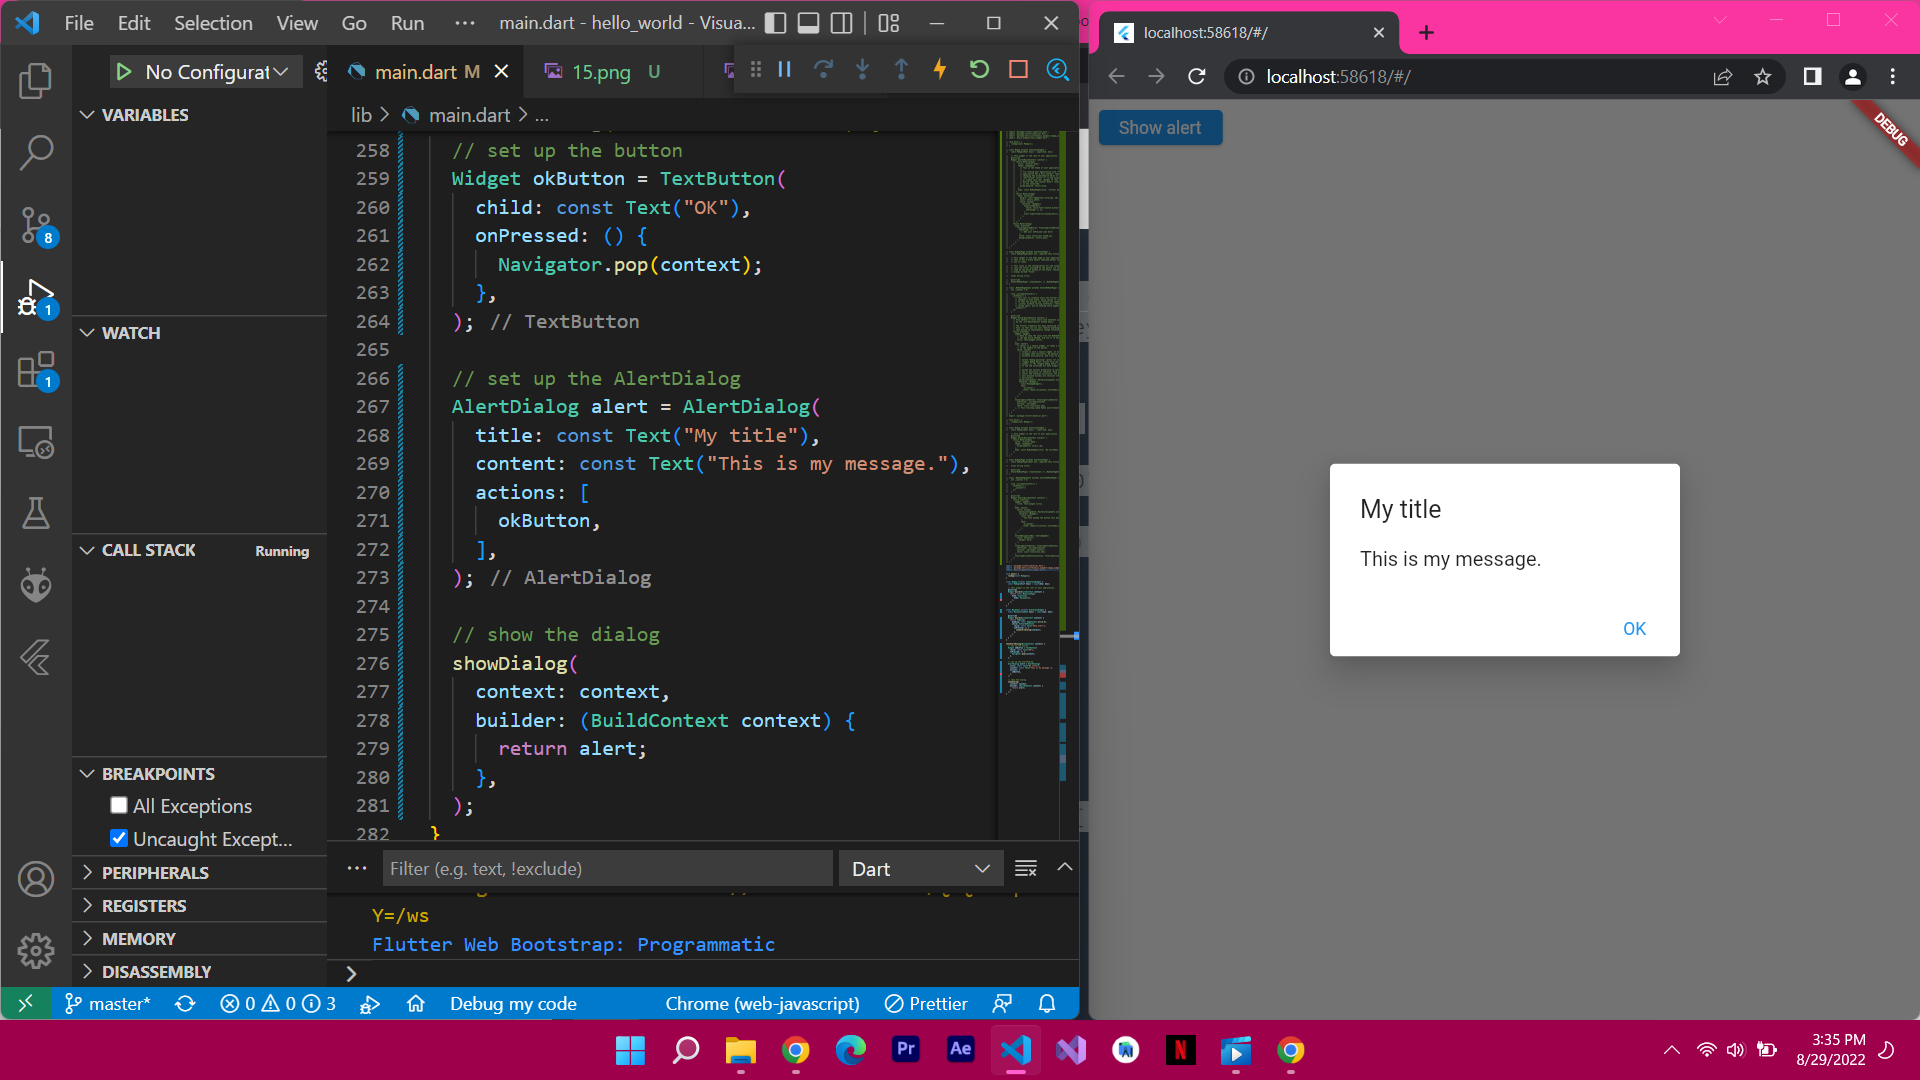 File Edit Selection View Go Run ··· main.dart - hello_world - Visua...
No Configurat
main.dart M
15.png U
VARIABLES
lib > main.dart > ...
258 // set up the button
259 Widget okButton = TextButton(
260 child: const Text("OK"),
261 onPressed: () {
262 Navigator.pop(context);
263 },
264 ); // TextButton
265
266 // set up the AlertDialog
267 AlertDialog alert = AlertDialog(
268 title: const Text("My title"),
269 content: const Text("This is my message."),
270 actions: [
271 okButton,
272 ],
273 ); // AlertDialog
274
275 // show the dialog
276 showDialog(
277 context: context,
278 builder: (BuildContext context) {
279 return alert;
280 },
281 );
282 }
WATCH
CALL STACK Running
BREAKPOINTS
All Exceptions
Uncaught Except...
PERIPHERALS
REGISTERS
MEMORY
DISASSEMBLY
8
1
1
Filter (e.g. text, !exclude)
Dart
Y=/ws
Flutter Web Bootstrap: Programmatic
>
master* 0 0 3 Debug my code Chrome (web-javascript) Prettier
localhost:58618/#/
localhost:58618/#/
Show alert
DEBUG
My title
This is my message.
OK
Pr Ae N
3:35 PM
8/29/2022